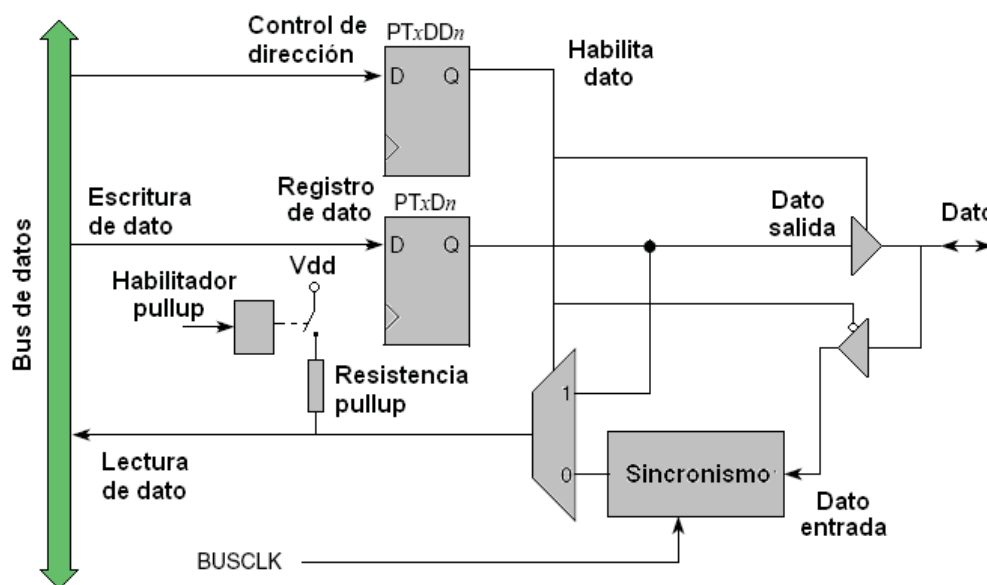 Control de
dirección
PTxDDn
Habilita
dato
D Q
Escritura
de dato
Registro
de dato
PTxDn
D Q
Dato
salida
Dato
Bus de datos
Habilitador
pullup
Vdd
Resistencia
pullup
1
0
Sincronismo
Lectura
de dato
Dato
entrada
BUSCLK